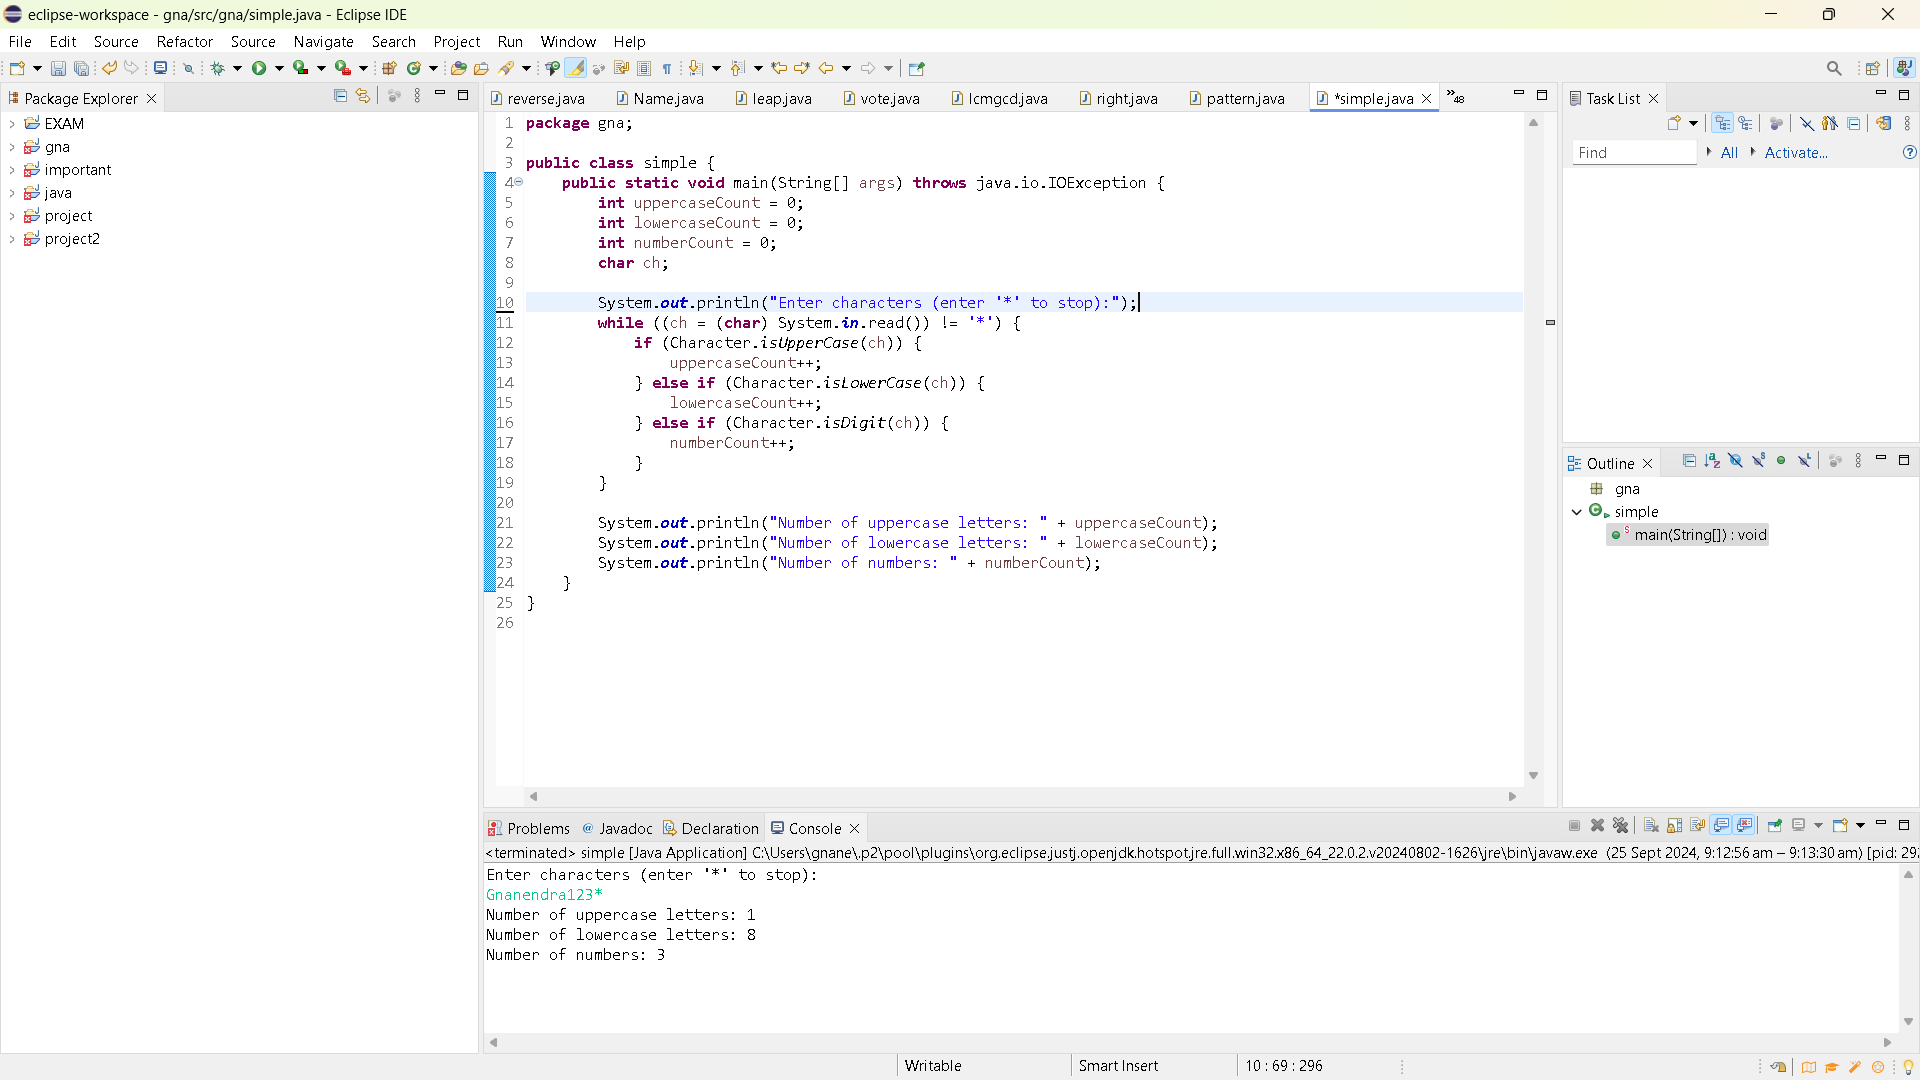 eclipse-workspace - gna/src/gna/simple.java - Eclipse IDE
File Edit Source Refactor Source Navigate Search Project Run Window Help
Package Explorer
EXAM
gna
important
java
project
project2
reverse.java Name.java leap.java vote.java lcmgcd.java right.java pattern.java *simple.java »48
1 package gna;
2
3 public class simple {
4 public static void main(String[] args) throws java.io.IOException {
5 int uppercaseCount = 0;
6 int lowercaseCount = 0;
7 int numberCount = 0;
8 char ch;
9
10 System.out.println("Enter characters (enter '*' to stop):");
11 while ((ch = (char) System.in.read()) != '*') {
12 if (Character.isUpperCase(ch)) {
13 uppercaseCount++;
14 } else if (Character.isLowerCase(ch)) {
15 lowercaseCount++;
16 } else if (Character.isDigit(ch)) {
17 numberCount++;
18 }
19 }
20
21 System.out.println("Number of uppercase letters: " + uppercaseCount);
22 System.out.println("Number of lowercase letters: " + lowercaseCount);
23 System.out.println("Number of numbers: " + numberCount);
24 }
25 }
26
Task List
Find All Activate...
Outline
gna
simple
main(String[]) : void
Problems @ Javadoc Declaration Console
<terminated> simple [Java Application] C:\Users\gnane\.p2\pool\plugins\org.eclipse.justj.openjdk.hotspot.jre.full.win32.x86_64_22.0.2.v20240802-1626\jre\bin\javaw.exe (25 Sept 2024, 9:12:56 am – 9:13:30 am) [pid: 29
Enter characters (enter '*' to stop):
Gnanendra123*
Number of uppercase letters: 1
Number of lowercase letters: 8
Number of numbers: 3
Writable Smart Insert 10 : 69 : 296